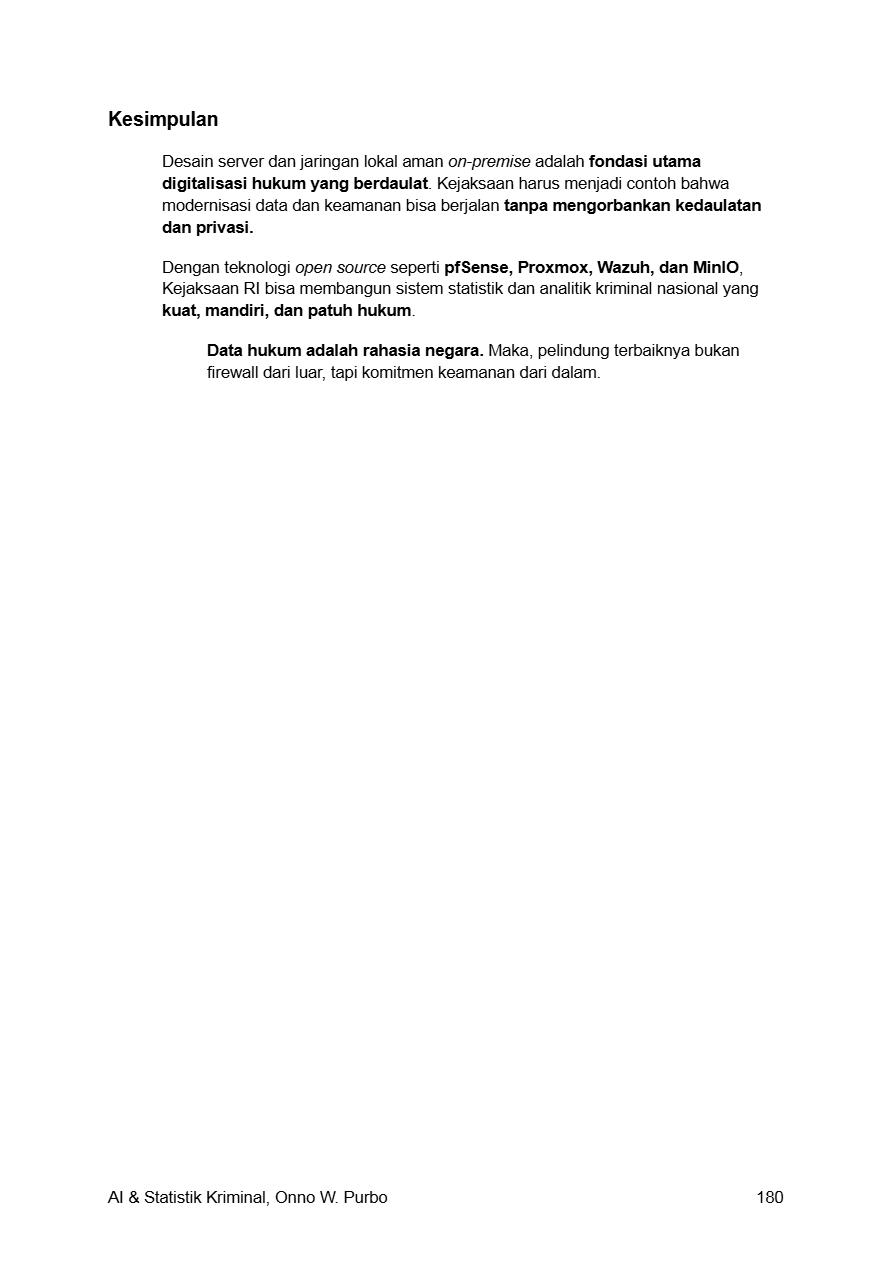 Kesimpulan
Desain server dan jaringan lokal aman on-premise adalah fondasi utama
digitalisasi hukum yang berdaulat. Kejaksaan harus menjadi contoh bahwa
modernisasi data dan keamanan bisa berjalan tanpa mengorbankan kedaulatan
dan privasi.
Dengan teknologi open source seperti pfSense, Proxmox, Wazuh, dan MinIO,
Kejaksaan RI bisa membangun sistem statistik dan analitik kriminal nasional yang
kuat, mandiri, dan patuh hukum.
Data hukum adalah rahasia negara. Maka, pelindung terbaiknya bukan
firewall dari luar, tapi komitmen keamanan dari dalam.
AI & Statistik Kriminal, Onno W. Purbo 180